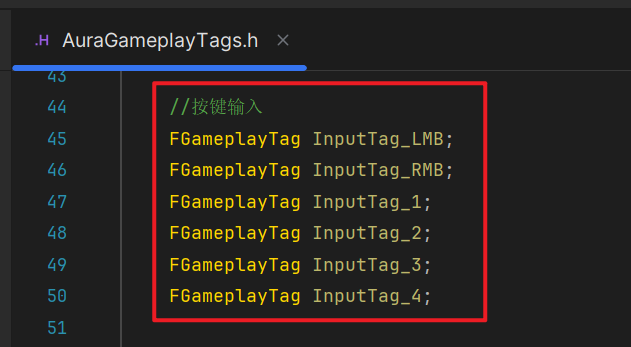 .H AuraGameplayTags.h ×
43
44 //按键输入
45 FGameplayTag InputTag_LMB;
46 FGameplayTag InputTag_RMB;
47 FGameplayTag InputTag_1;
48 FGameplayTag InputTag_2;
49 FGameplayTag InputTag_3;
50 FGameplayTag InputTag_4;
51